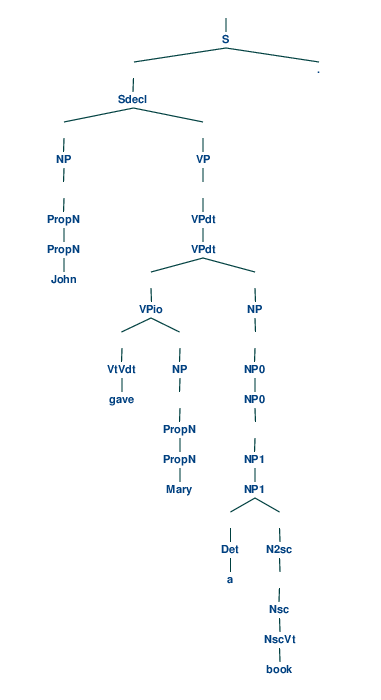 S
.
Sdecl
NP VP
PropN VPdt
PropN VPdt
John
VPio NP
VtVdt NP NP0
gave NP0
PropN
PropN NP1
Mary NP1
Det N2sc
a
Nsc
NscVt
book